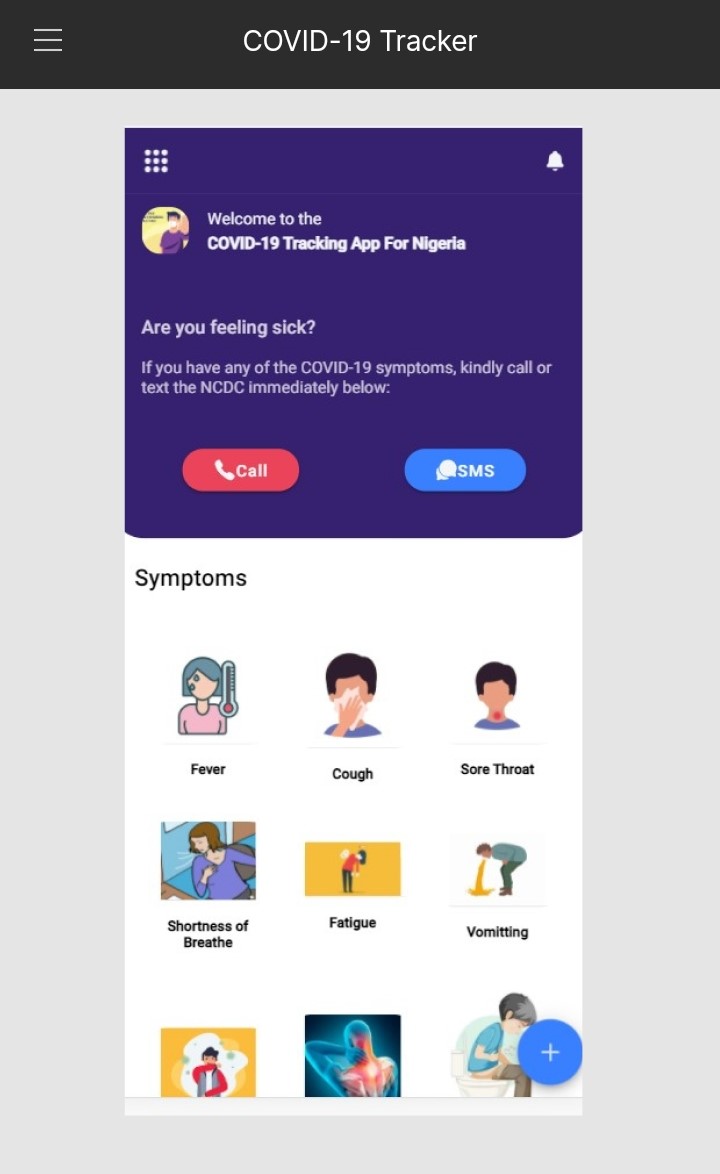 COVID-19 Tracker
Welcome to the
COVID-19 Tracking App For Nigeria
Are you feeling sick?
If you have any of the COVID-19 symptoms, kindly call or
text the NCDC immediately below:
Call
SMS
Symptoms
Fever
Cough
Sore Throat
Shortness of
Breathe
Fatigue
Vomitting